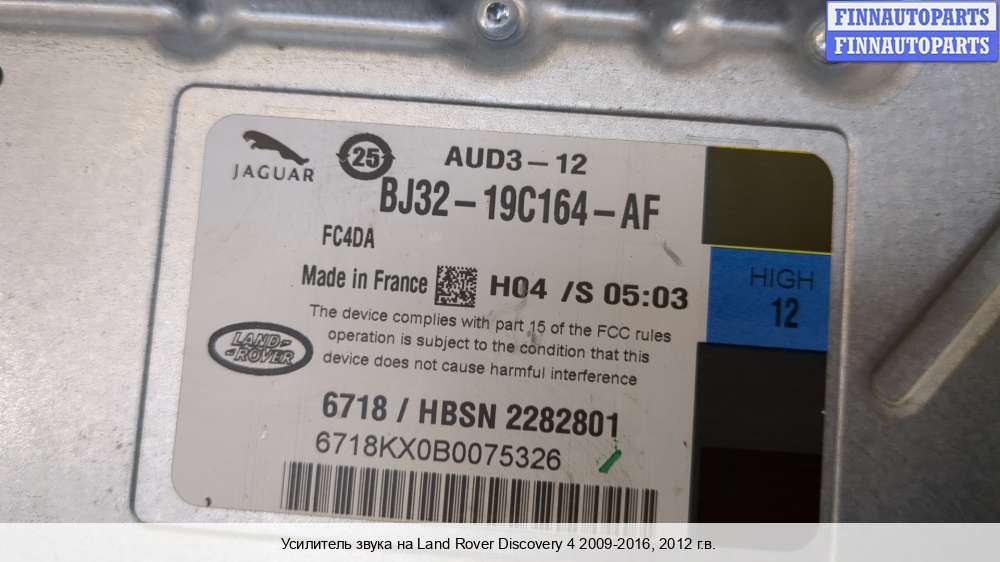 FINNAUTOPARTS
FINNAUTOPARTS
JAGUAR
25
AUD3-12
BJ32-19C164-AF
FC4DA
Made in France H04 /S 05:03
HIGH
12
The device complies with part 15 of the FCC rules
operation is subject to the condition that this
device does not cause harmful interference
LAND-
-ROVER
6718 / HBSN 2282801
6718KX0B0075326
Усилитель звука на Land Rover Discovery 4 2009-2016, 2012 г.в.